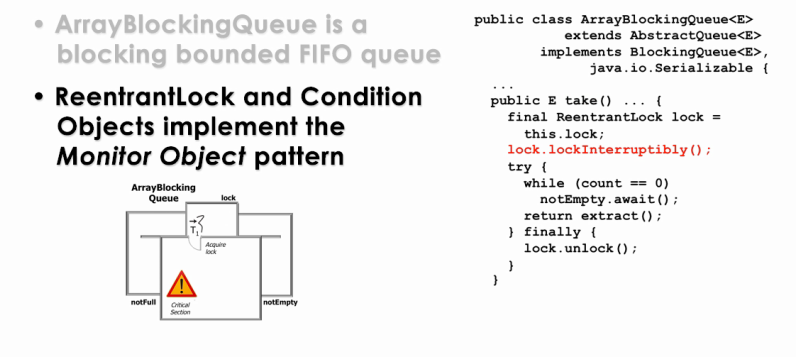 • ArrayBlockingQueue is a
blocking bounded FIFO queue
• ReentrantLock and Condition
Objects implement the
Monitor Object pattern
ArrayBlocking
Queue
lock
T1
Acquire
lock
!
notFull
Critical
Section
notEmpty
public class ArrayBlockingQueue<E>
extends AbstractQueue<E>
implements BlockingQueue<E>,
java.io.Serializable {
...
public E take() ... {
final ReentrantLock lock =
this.lock;
lock.lockInterruptibly();
try {
while (count == 0)
notEmpty.await();
return extract();
} finally {
lock.unlock();
}
}